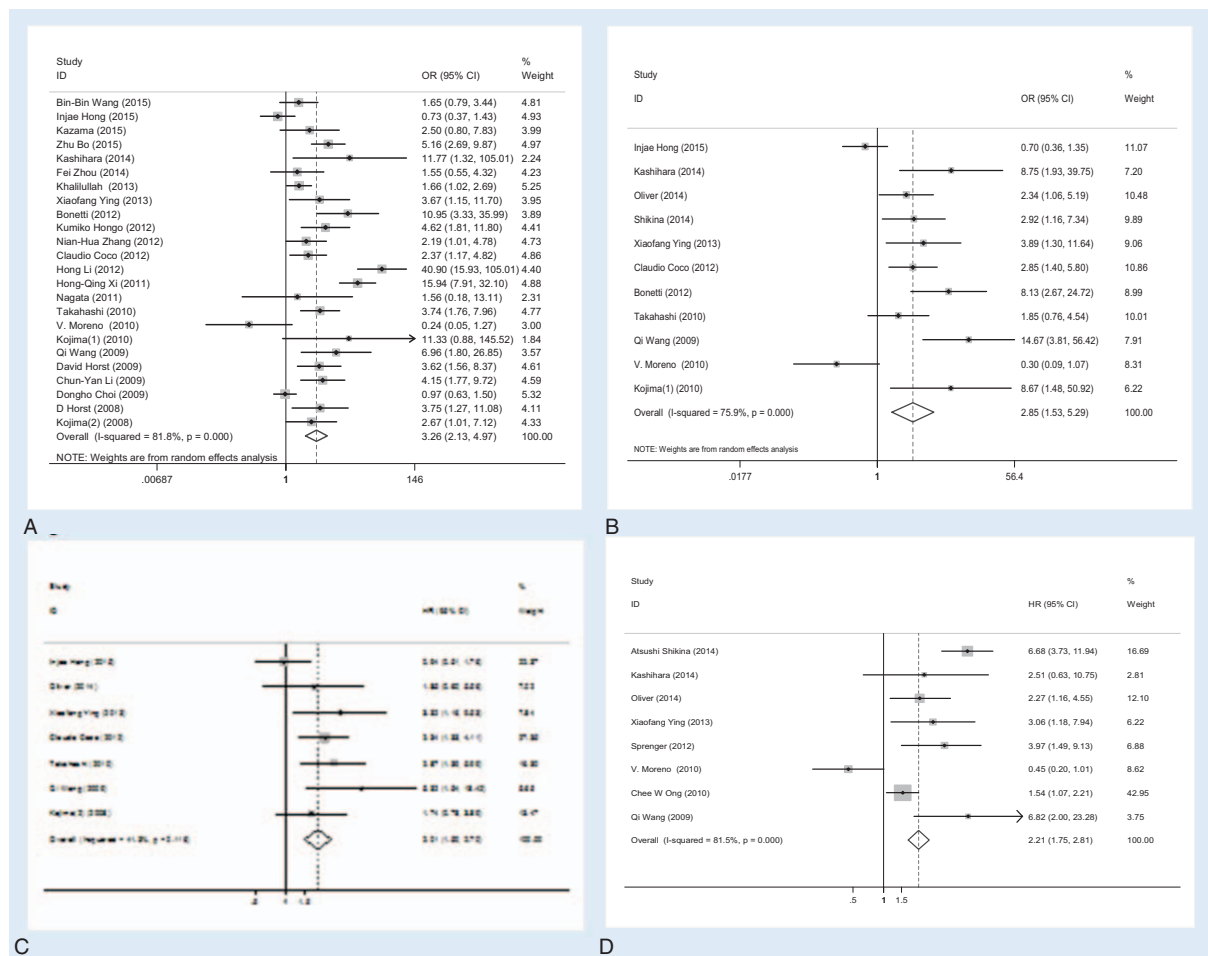 Study %
ID OR (95% CI) Weight
Bin-Bin Wang (2015) 1.65 (0.79, 3.44) 4.81
Injae Hong (2015) 0.73 (0.37, 1.43) 4.93
Kazama (2015) 2.50 (0.80, 7.83) 3.99
Zhu Bo (2015) 5.16 (2.69, 9.87) 4.97
Kashihara (2014) 11.77 (1.32, 105.01) 2.24
Fei Zhou (2014) 1.55 (0.55, 4.32) 4.23
Khalilullah (2013) 1.66 (1.02, 2.69) 5.25
Xiaofang Ying (2013) 3.67 (1.15, 11.70) 3.95
Bonetti (2012) 10.95 (3.33, 35.99) 3.89
Kumiko Hongo (2012) 4.62 (1.81, 11.80) 4.41
Nian-Hua Zhang (2012) 2.19 (1.01, 4.78) 4.73
Claudio Coco (2012) 2.37 (1.17, 4.82) 4.86
Hong Li (2012) 40.90 (15.93, 105.01) 4.40
Hong-Qing Xi (2011) 15.94 (7.91, 32.10) 4.88
Nagata (2011) 1.56 (0.18, 13.11) 2.31
Takahashi (2010) 3.74 (1.76, 7.96) 4.77
V. Moreno (2010) 0.24 (0.05, 1.27) 3.00
Kojima(1) (2010) 11.33 (0.88, 145.52) 1.84
Qi Wang (2009) 6.96 (1.80, 26.85) 3.57
David Horst (2009) 3.62 (1.56, 8.37) 4.61
Chun-Yan Li (2009) 4.15 (1.77, 9.72) 4.59
Dongho Choi (2009) 0.97 (0.63, 1.50) 5.32
D Horst (2008) 3.75 (1.27, 11.08) 4.11
Kojima(2) (2008) 2.67 (1.01, 7.12) 4.33
Overall (I-squared = 81.8%, p = 0.000) 3.26 (2.13, 4.97) 100.00
NOTE: Weights are from random effects analysis
.00687 1 146
A
Study %
ID OR (95% CI) Weight
Injae Hong (2015) 0.70 (0.36, 1.35) 11.07
Kashihara (2014) 8.75 (1.93, 39.75) 7.20
Oliver (2014) 2.34 (1.06, 5.19) 10.48
Shikina (2014) 2.92 (1.16, 7.34) 9.89
Xiaofang Ying (2013) 3.89 (1.30, 11.64) 9.06
Claudio Coco (2012) 2.85 (1.40, 5.80) 10.86
Bonetti (2012) 8.13 (2.67, 24.72) 8.99
Takahashi (2010) 1.85 (0.76, 4.54) 10.01
Qi Wang (2009) 14.67 (3.81, 56.42) 7.91
V. Moreno (2010) 0.30 (0.09, 1.07) 8.31
Kojima(1) (2010) 8.67 (1.48, 50.92) 6.22
Overall (I-squared = 75.9%, p = 0.000) 2.85 (1.53, 5.29) 100.00
NOTE: Weights are from random effects analysis
.0177 1 56.4
B
Study %
ID HR (95% CI) Weight
C
Study %
ID HR (95% CI) Weight
Atsushi Shikina (2014) 6.68 (3.73, 11.94) 16.69
Kashihara (2014) 2.51 (0.63, 10.75) 2.81
Oliver (2014) 2.27 (1.16, 4.55) 12.10
Xiaofang Ying (2013) 3.06 (1.18, 7.94) 6.22
Sprenger (2012) 3.97 (1.49, 9.13) 6.88
V. Moreno (2010) 0.45 (0.20, 1.01) 8.62
Chee W Ong (2010) 1.54 (1.07, 2.21) 42.95
Qi Wang (2009) 6.82 (2.00, 23.28) 3.75
Overall (I-squared = 81.5%, p = 0.000) 2.21 (1.75, 2.81) 100.00
.5 1 1.5
D